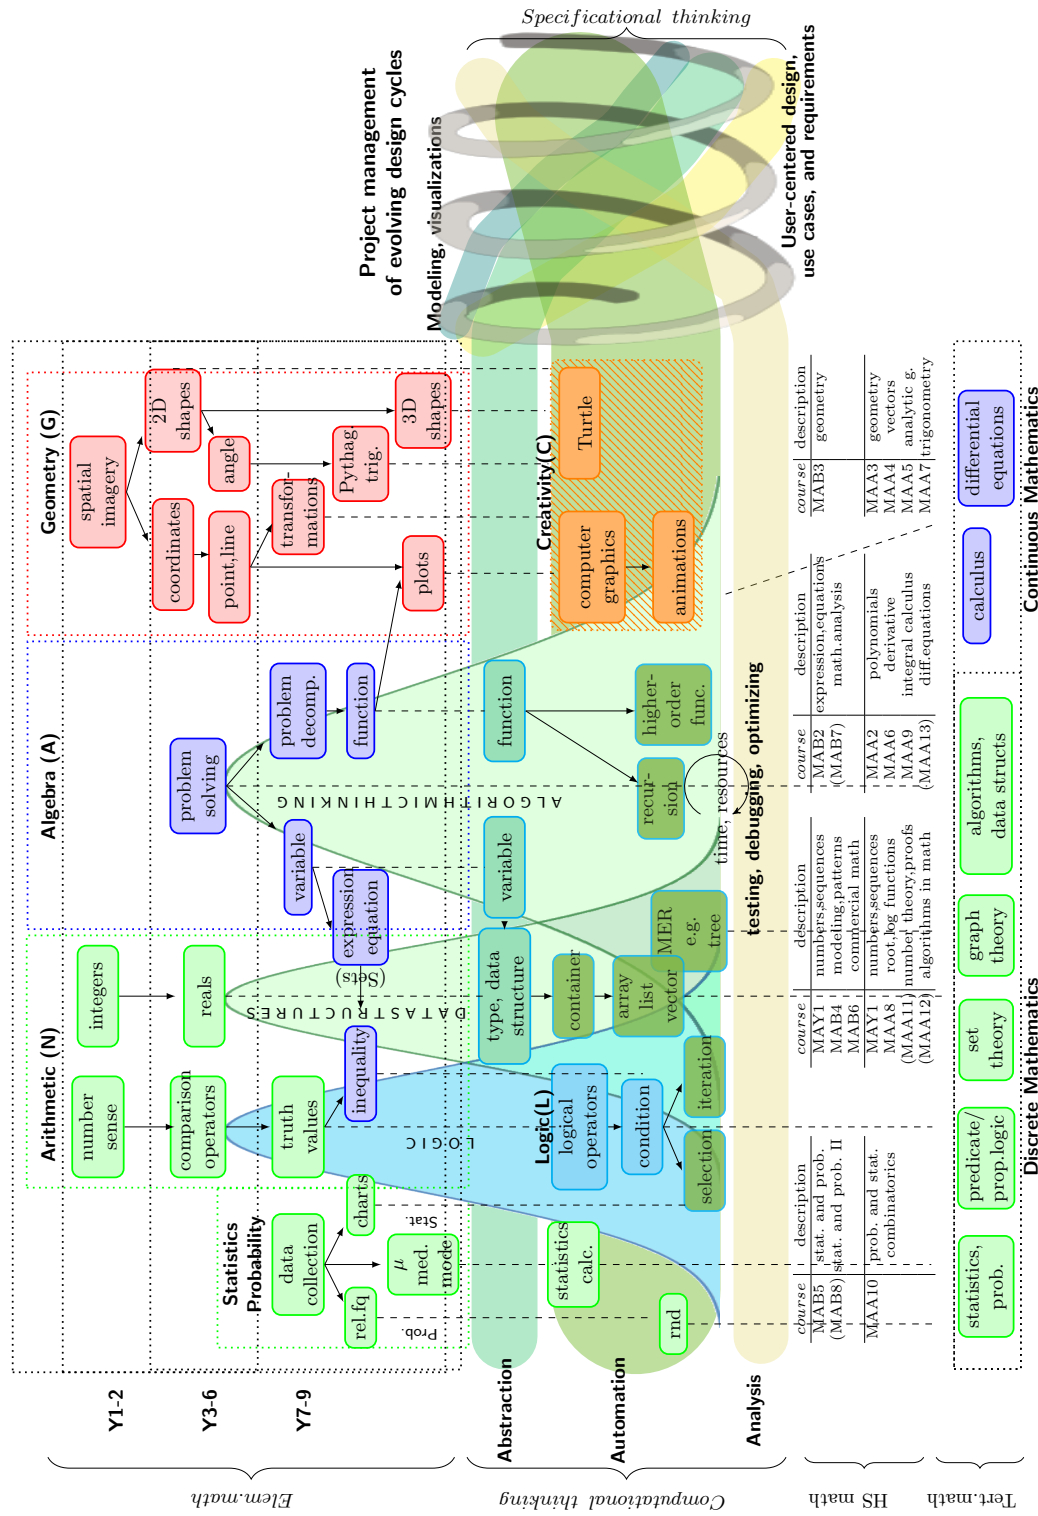 Specificational thinking
Project management
of evolving design cycles
Modeling, visualizations
User-centered design,
use cases, and requirements
Geometry (G)
Algebra (A)
Arithmetic (N)
Statistics
Probability
Y1-2
Y3-6
Y7-9
Elem.math
spatial
imagery
2D
shapes
coordinates
point,line
angle
transfor-
mations
Pythag.
trig.
3D
shapes
plots
problem
solving
problem
decomp.
function
variable
expression
equation
(Sets)
integers
reals
number
sense
comparison
operators
truth
values
inequality
data
collection
charts
rel.fq
μ
med.
mode
Stat.
Prob.
ALGORITHMIC THINKING
DATA STRUCTURES
LOGIC
Abstraction
Automation
Analysis
Computational thinking
Creativity(C)
Turtle
computer
graphics
animations
function
higher-
order
func.
recur-
sion
time, resources
testing, debugging, optimizing
variable
type, data
structure
container
array
list
vector
MER
e.g.
tree
Logic(L)
logical
operators
condition
iteration
selection
statistics
calc.
rnd
HS math
course description
MAB5 stat. and prob.
(MAB8) stat. and prob. II
MAA10 prob. and stat.
combinatorics
course description
MAY1 numbers,sequences
MAB4 modeling,patterns
MAB6 commercial math
MAY1 numbers,sequences
MAA8 root,log functions
(MAA11) number theory,proofs
(MAA12) algorithms in math
course description
MAB2 expression,equations
(MAB7) math.analysis
MAA2 polynomials
MAA6 derivative
MAA9 integral calculus
(MAA13) diff.equations
course description
MAB3 geometry
MAA3 geometry
MAA4 vectors
MAA5 analytic g.
MAA7 trigonometry
Tert.math
statistics,
prob.
predicate/
prop.logic
set
theory
graph
theory
algorithms,
data structs
calculus
differential
equations
Discrete Mathematics
Continuous Mathematics